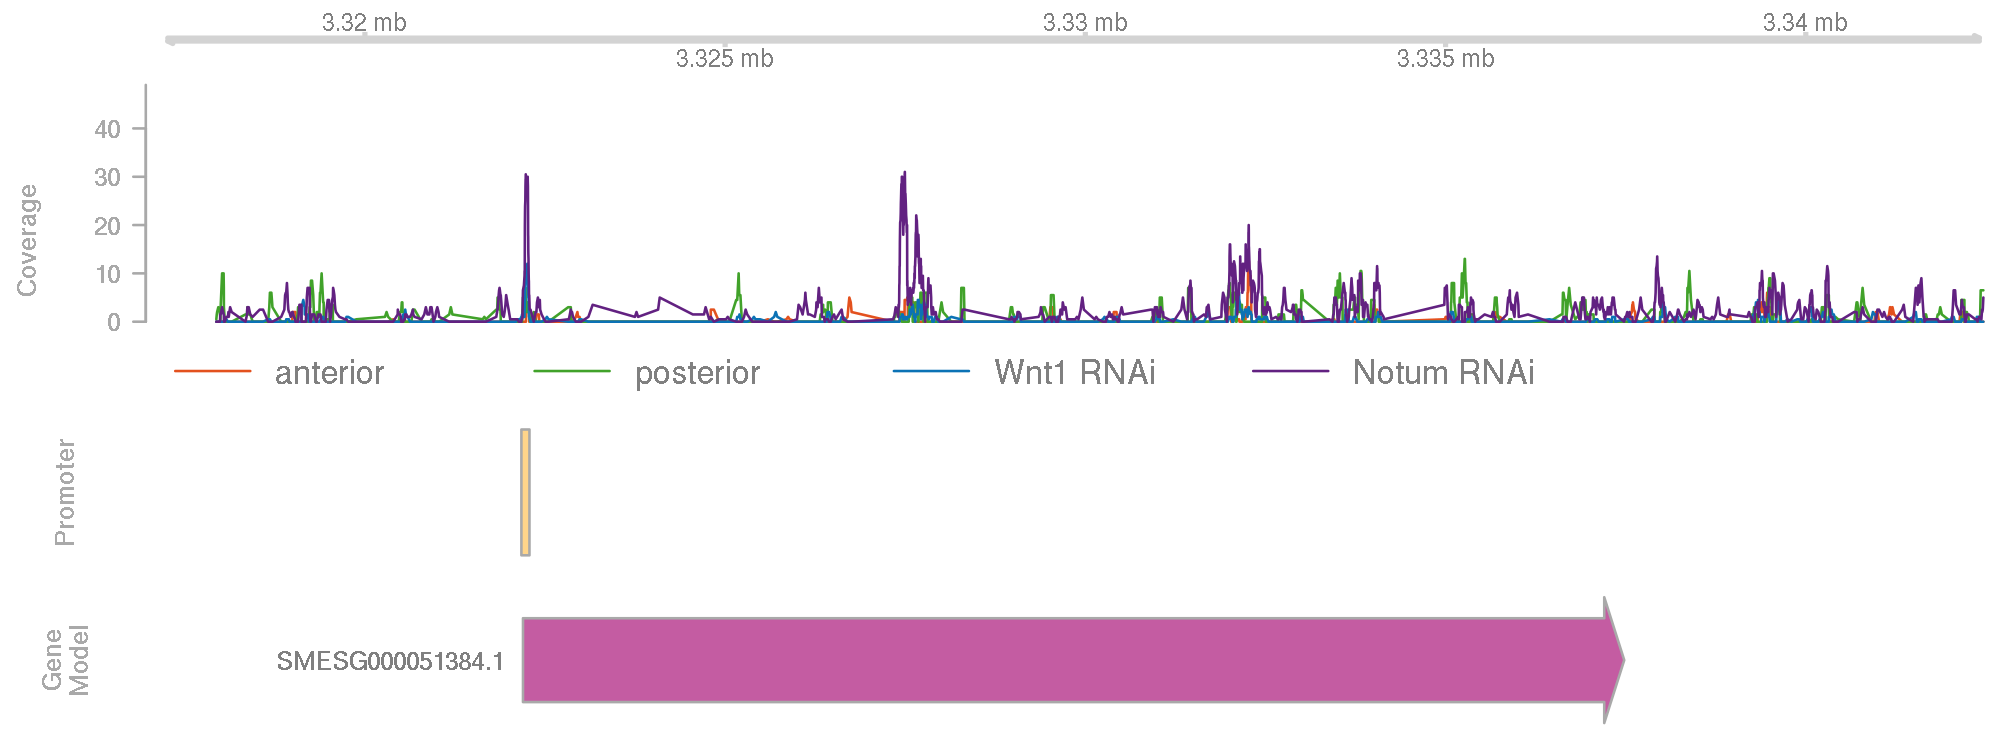 3.32 mb 3.33 mb 3.34 mb
3.325 mb 3.335 mb
Coverage
40
30
20
10
0
anterior posterior Wnt1 RNAi Notum RNAi
Promoter
Gene
Model
SMESG000051384.1